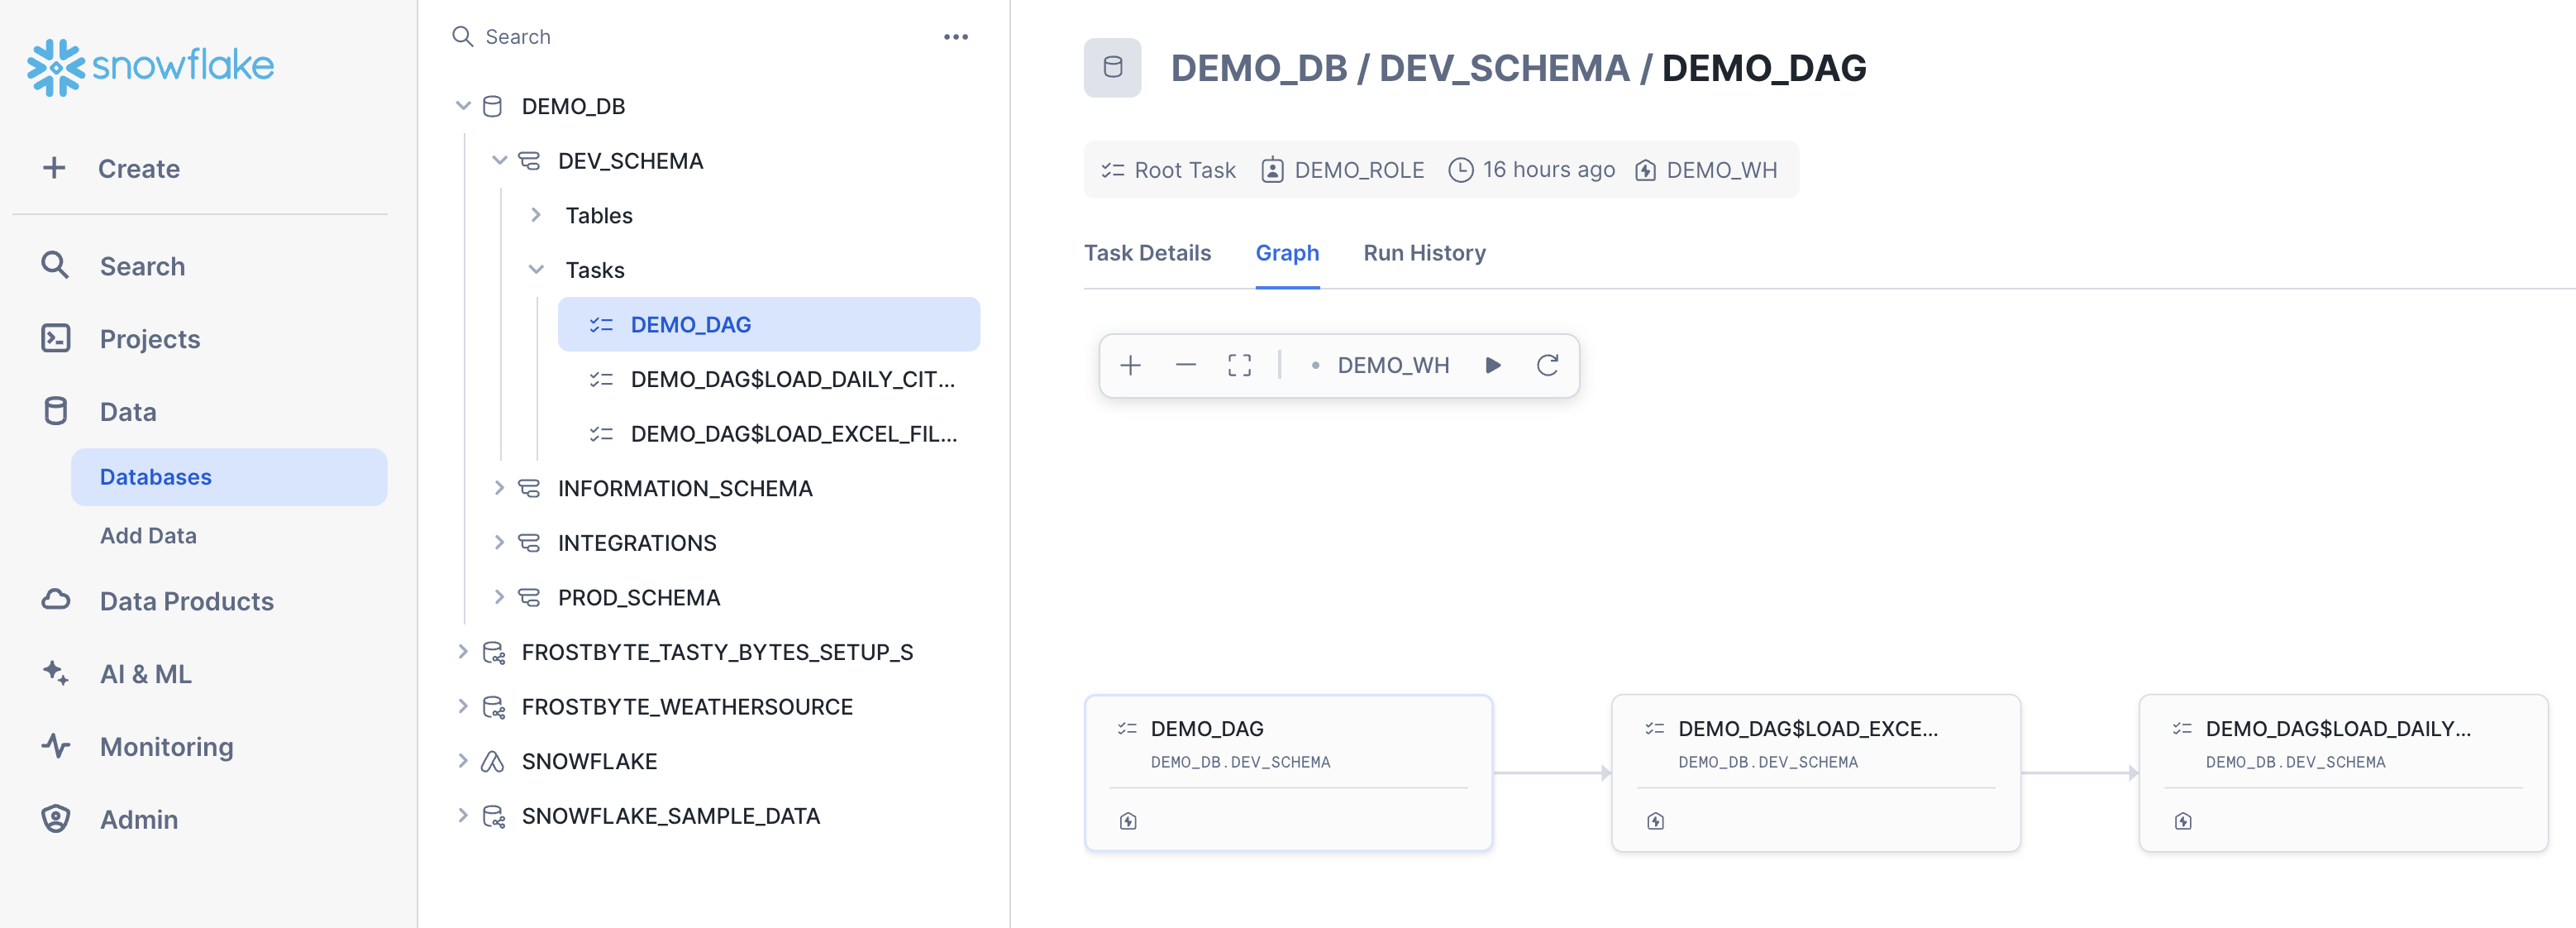 snowflake
Create
Search
Projects
Data
Databases
Add Data
Data Products
AI & ML
Monitoring
Admin
Search
DEMO_DB
DEV_SCHEMA
Tables
Tasks
DEMO_DAG
DEMO_DAG$LOAD_DAILY_CIT...
DEMO_DAG$LOAD_EXCEL_FIL...
INFORMATION_SCHEMA
INTEGRATIONS
PROD_SCHEMA
FROSTBYTE_TASTY_BYTES_SETUP_S
FROSTBYTE_WEATHERSOURCE
SNOWFLAKE
SNOWFLAKE_SAMPLE_DATA
DEMO_DB / DEV_SCHEMA / DEMO_DAG
Root Task DEMO_ROLE 16 hours ago DEMO_WH
Task Details Graph Run History
DEMO_WH
DEMO_DAG
DEMO_DB.DEV_SCHEMA
DEMO_DAG$LOAD_EXCE...
DEMO_DB.DEV_SCHEMA
DEMO_DAG$LOAD_DAILY...
DEMO_DB.DEV_SCHEMA